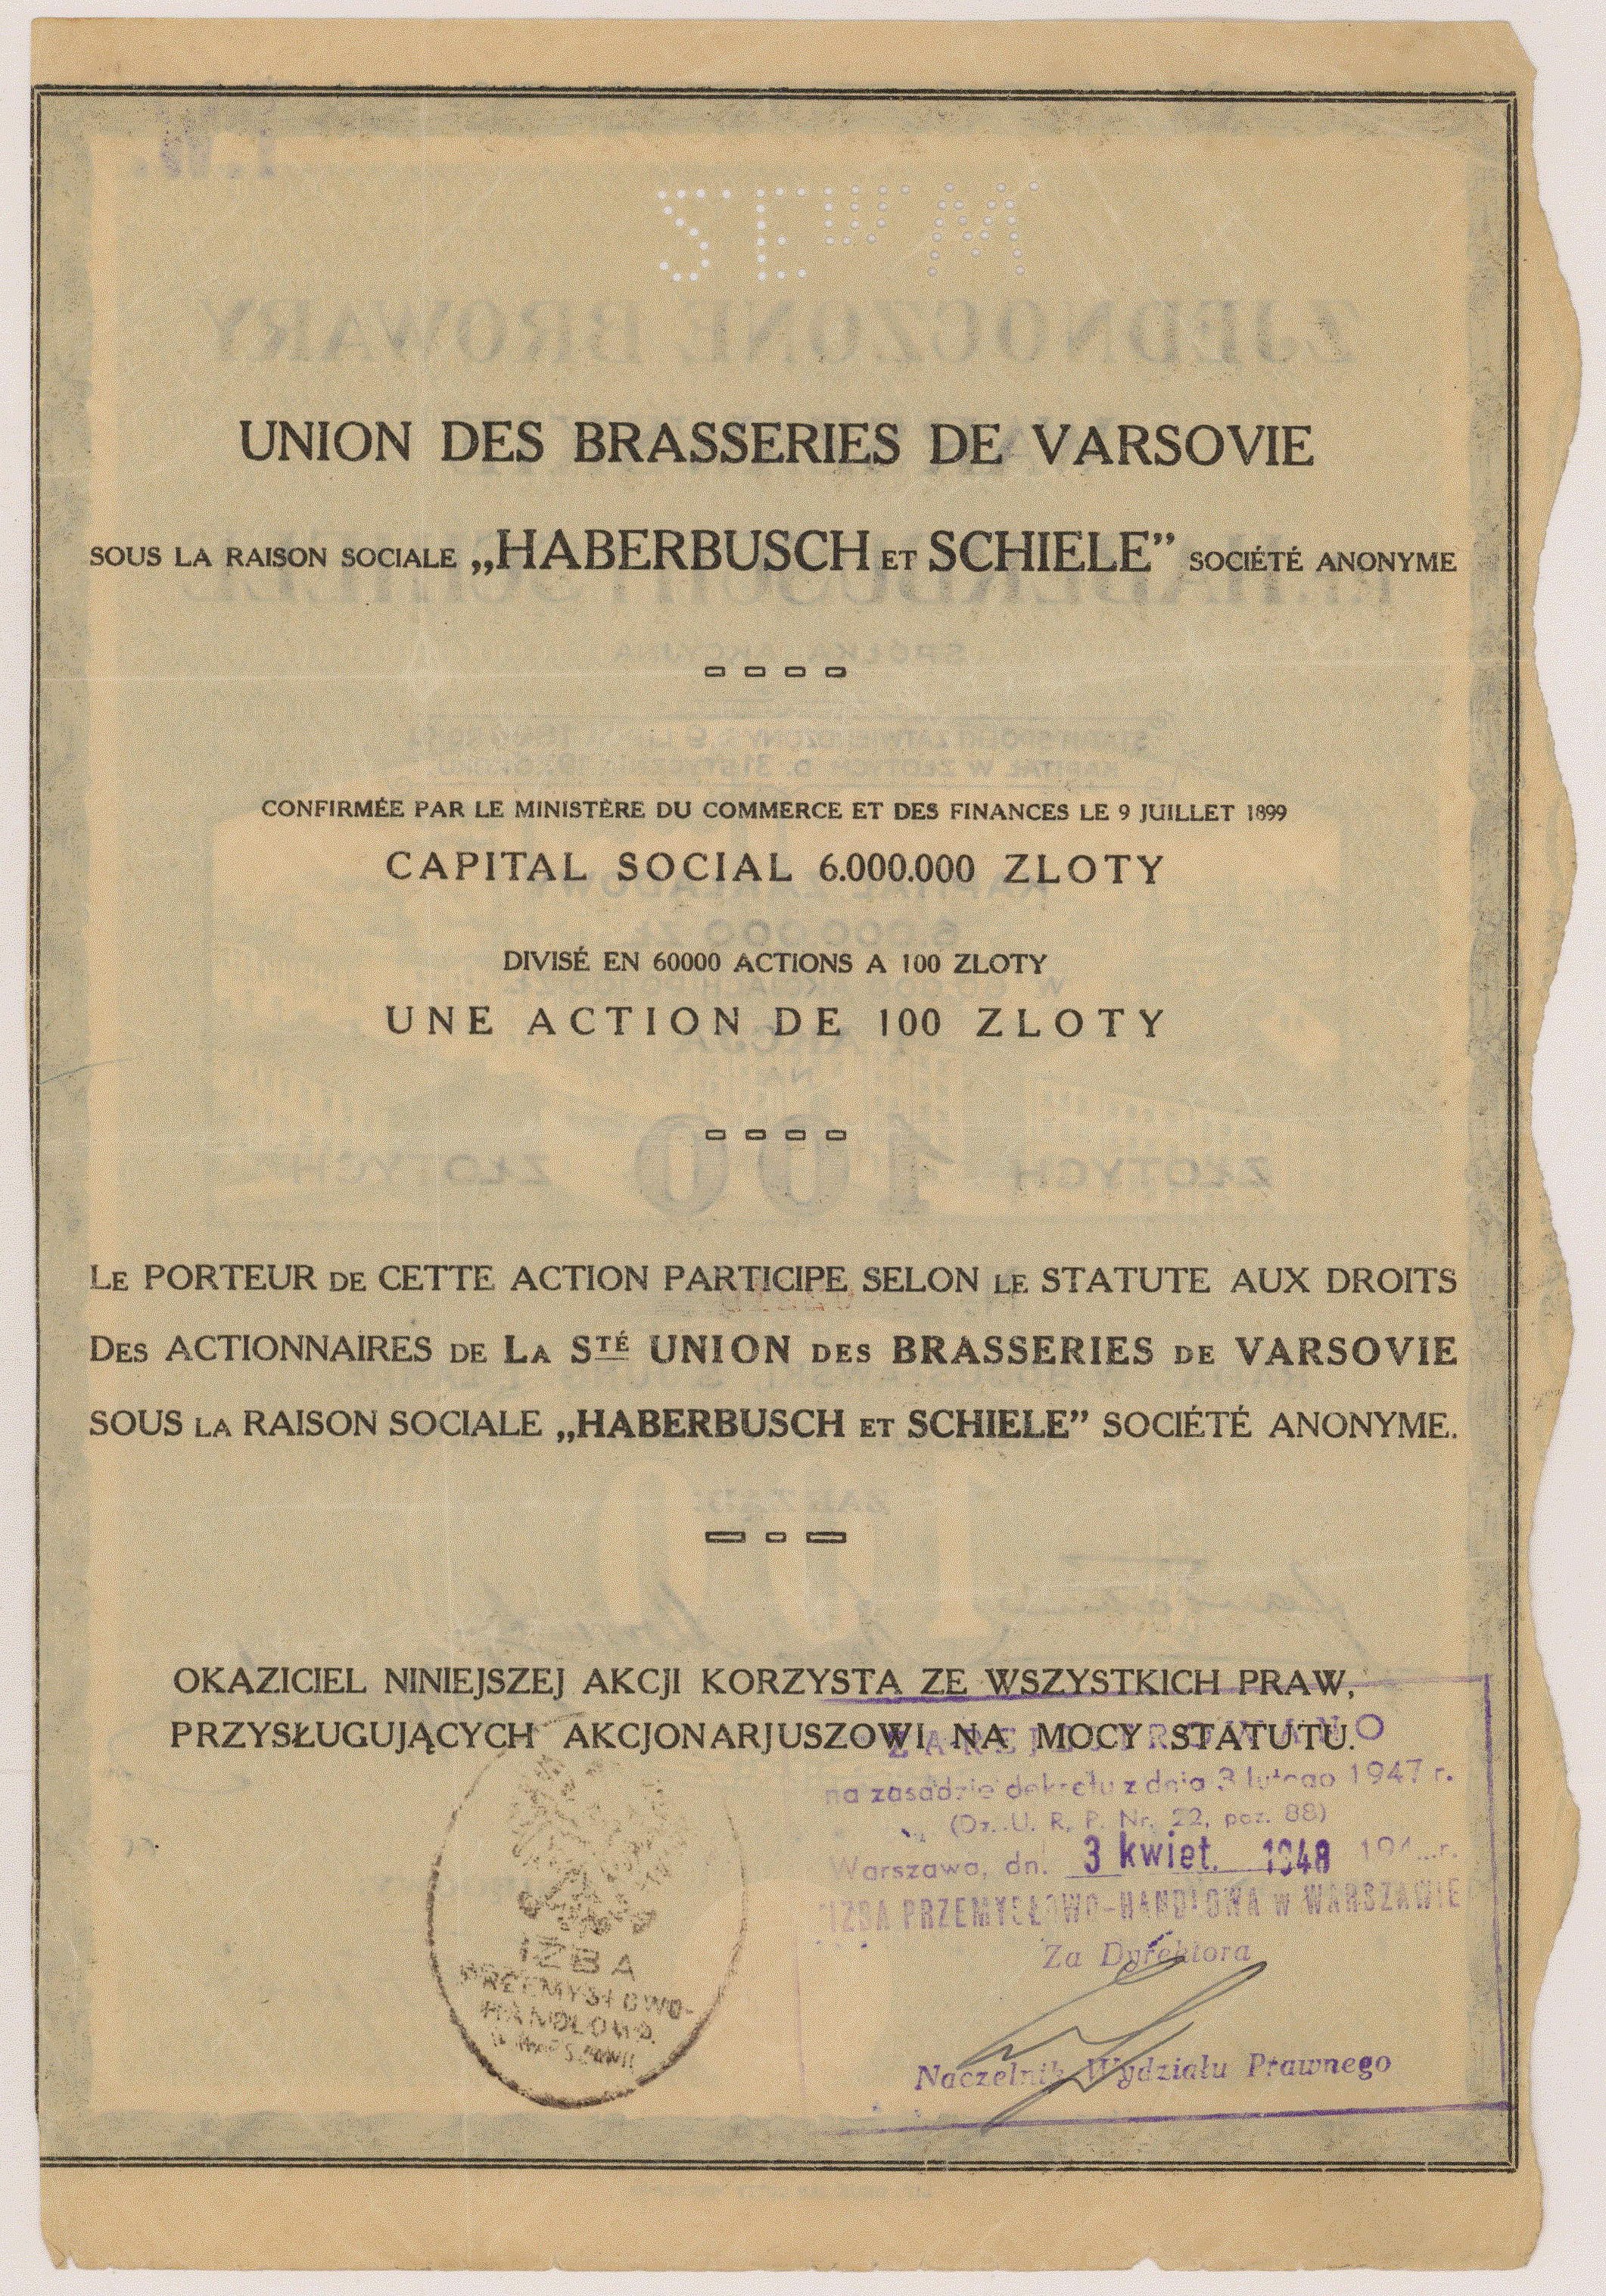 UNION DES BRASSERIES DE VARSOVIE
SOUS LA RAISON SOCIALE „HABERBUSCH ET SCHIELE” SOCIÉTÉ ANONYME
CONFIRMÉE PAR LE MINISTÈRE DU COMMERCE ET DES FINANCES LE 9 JUILLET 1899
CAPITAL SOCIAL 6.000.000 ZLOTY
DIVISÉ EN 60000 ACTIONS A 100 ZLOTY
UNE ACTION DE 100 ZLOTY
LE PORTEUR DE CETTE ACTION PARTICIPE SELON LE STATUTE AUX DROITS
DES ACTIONNAIRES DE LA STÉ UNION DES BRASSERIES DE VARSOVIE
SOUS LA RAISON SOCIALE „HABERBUSCH ET SCHIELE” SOCIÉTÉ ANONYME.
OKAZICIEL NINIEJSZEJ AKCJI KORZYSTA ZE WSZYSTKICH PRAW,
PRZYSŁUGUJĄCYCH AKCJONARJUSZOWI NA MOCY STATUTU.
ZAREJESTROWANO
na zasadzie dekretu z dnia 3 lutego 1947 r.
(Dz. U. R. P. Nr. 22, poz. 88)
Warszawa, dn. 3 kwiet. 1948 194 r.
IZBA PRZEMYSŁOWO-HANDLOWA w WARSZAWIE
Za Dyrektora
Naczelnik Wydziału Prawnego
IZBA
PRZEMYSŁOWO-
HANDLOWA
W WARSZAWIE